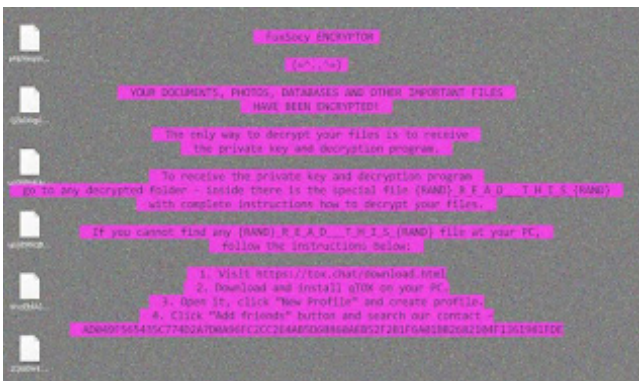 FuxSocy ENCRYPTOR
(=^..^=)
YOUR DOCUMENTS, PHOTOS, DATABASES AND OTHER IMPORTANT FILES
HAVE BEEN ENCRYPTED!
The only way to decrypt your files is to receive
the private key and decryption program.
To receive the private key and decryption program
go to any decrypted folder - inside there is the special file {RAND}_R_E_A_D___T_H_I_S_{RAND}
with complete instructions how to decrypt your files.
If you cannot find any {RAND}_R_E_A_D___T_H_I_S_{RAND} file at your PC,
follow the instructions below:
1. Visit https://tox.chat/download.html
2. Download and install qTOX on your PC.
3. Open it, click "New Profile" and create profile.
4. Click "Add friends" button and search our contact -